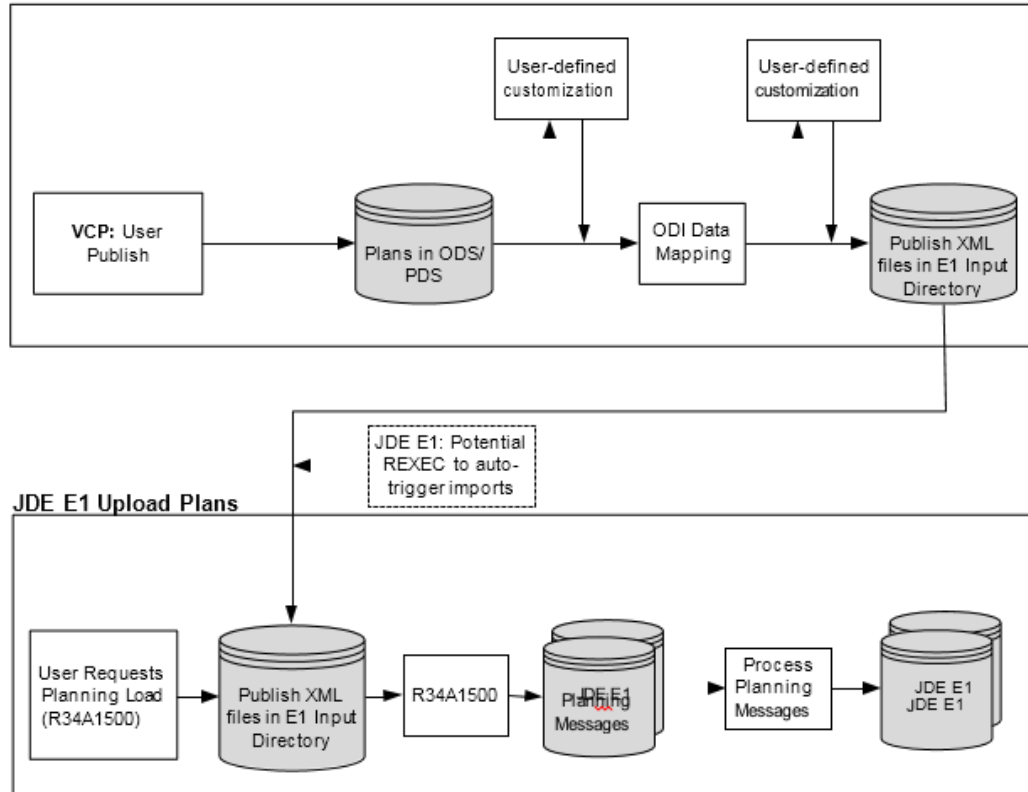 User-defined
customization
User-defined
customization
VCP: User
Publish
Plans in ODS/
PDS
ODI Data
Mapping
Publish XML
files in E1 Input
Directory
JDE E1: Potential
REXEC to auto-
trigger imports
JDE E1 Upload Plans
User Requests
Planning Load
(R34A1500)
Publish XML
files in E1 Input
Directory
R34A1500
JDE E1
Planning
Messages
Process
Planning
Messages
JDE E1
JDE E1